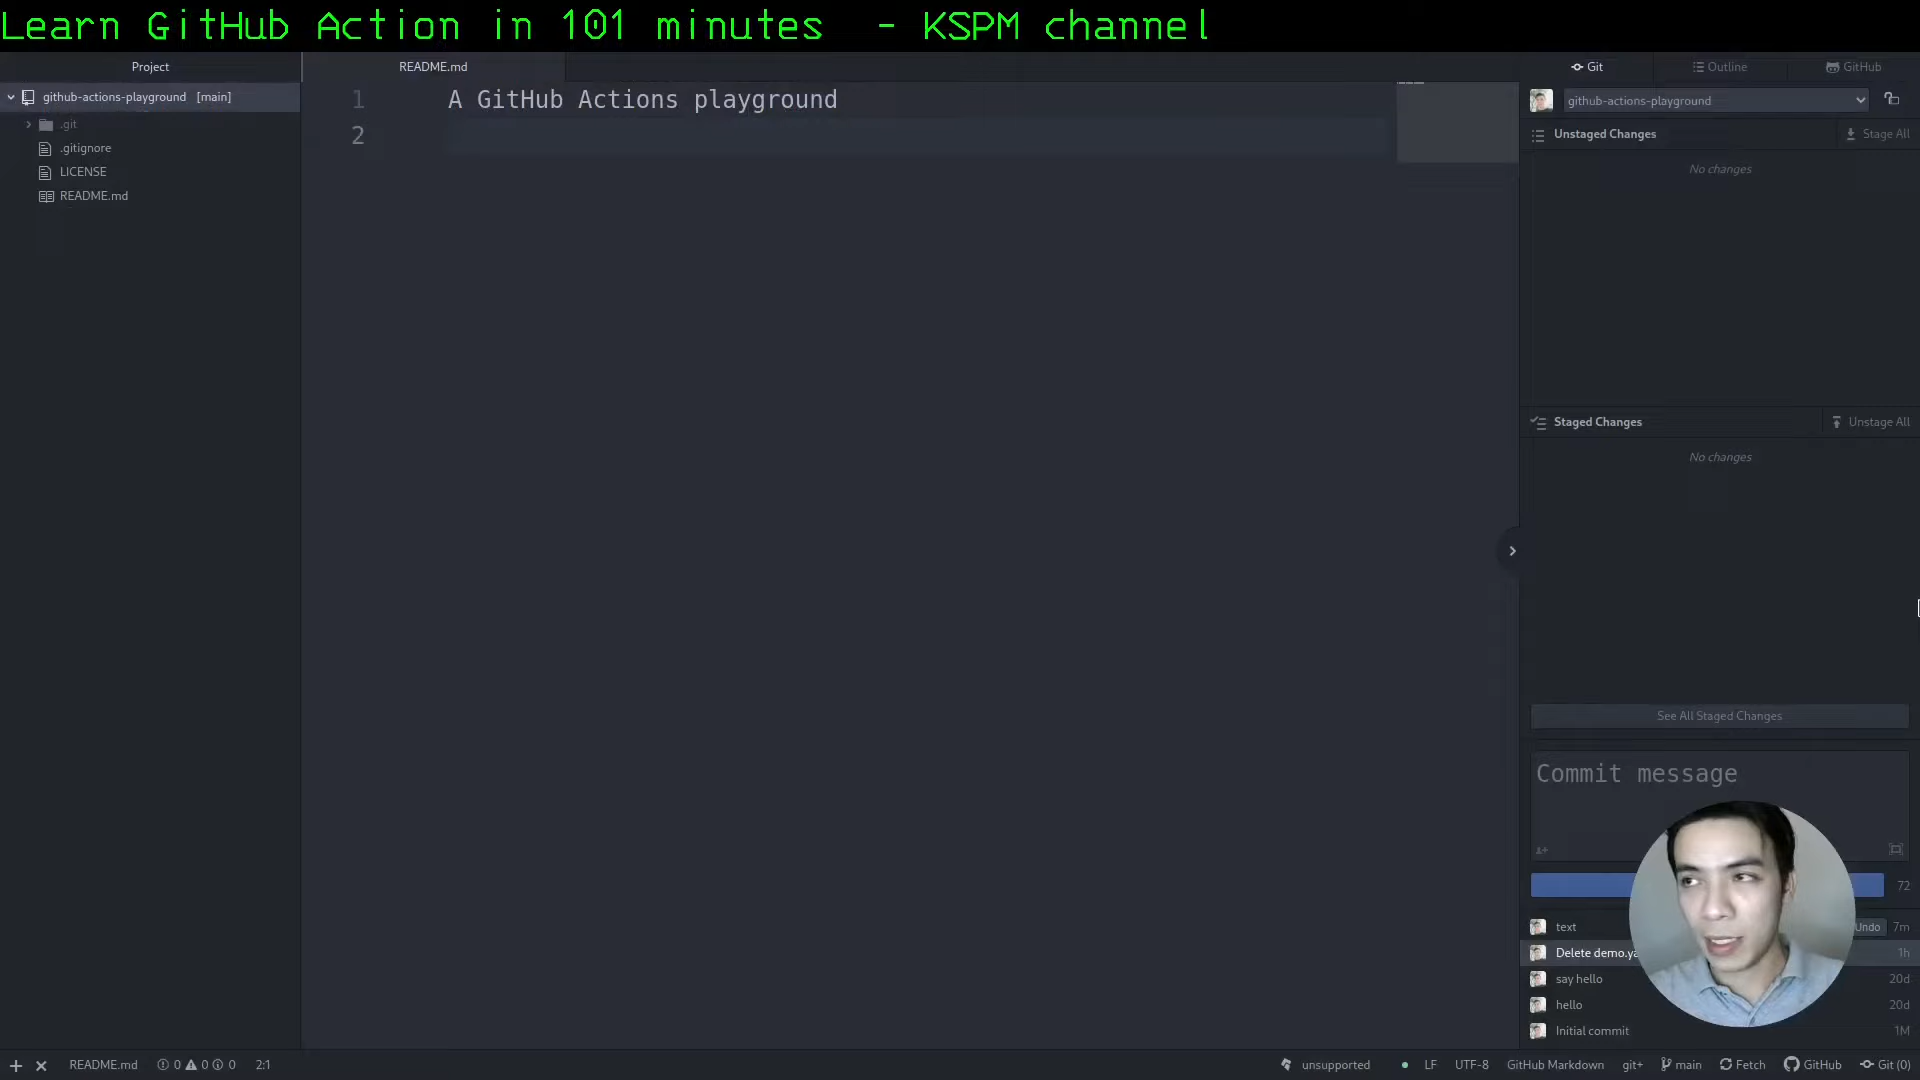 Learn GitHub Action in 101 minutes - KSPM channel
Project
README.md
Git
Outline
GitHub
github-actions-playground [main]
.git
.gitignore
LICENSE
README.md
1 A GitHub Actions playground
2
github-actions-playground
Unstaged Changes
Stage All
No changes
Staged Changes
Unstage All
No changes
See All Staged Changes
Commit message
72
text Undo 7m
Delete demo.ya 1h
say hello 20d
hello 20d
Initial commit 1M
README.md 0 0 0 2:1
unsupported LF UTF-8 GitHub Markdown git+ main Fetch GitHub Git (0)